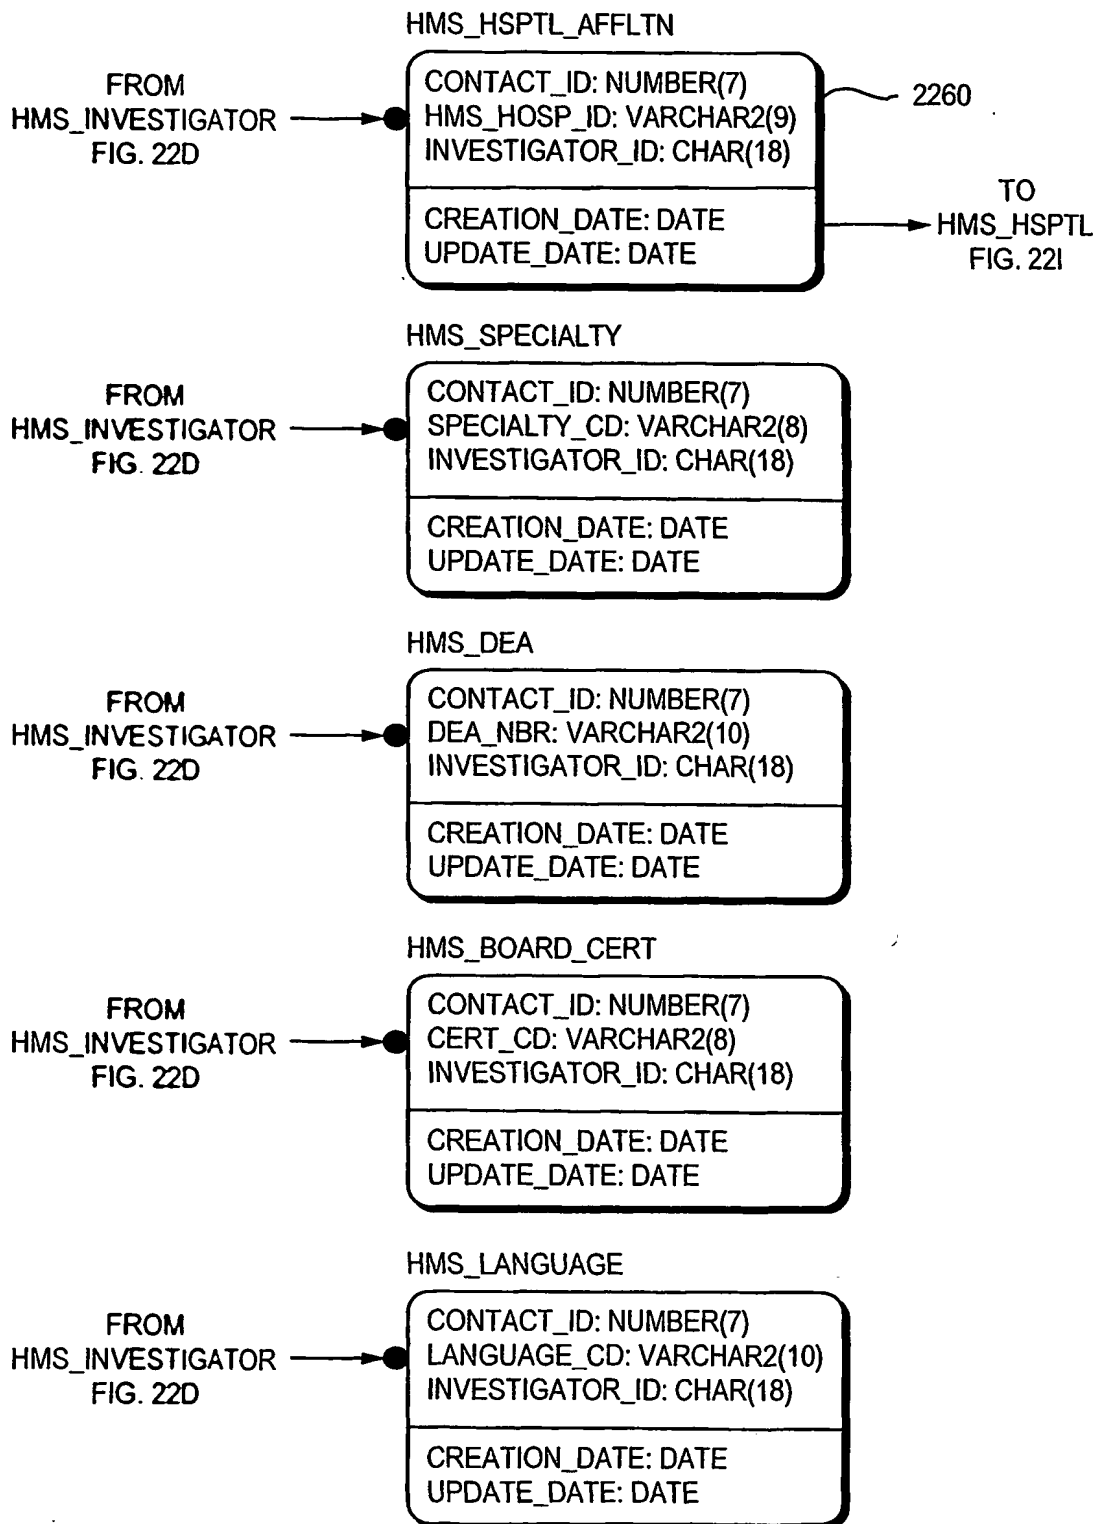 HMS_HSPTL_AFFLTN
FROM
HMS_INVESTIGATOR
FIG. 22D
CONTACT_ID: NUMBER(7)
HMS_HOSP_ID: VARCHAR2(9)
INVESTIGATOR_ID: CHAR(18)
CREATION_DATE: DATE
UPDATE_DATE: DATE
2260
TO
HMS_HSPTL
FIG. 22I
HMS_SPECIALTY
FROM
HMS_INVESTIGATOR
FIG. 22D
CONTACT_ID: NUMBER(7)
SPECIALTY_CD: VARCHAR2(8)
INVESTIGATOR_ID: CHAR(18)
CREATION_DATE: DATE
UPDATE_DATE: DATE
HMS_DEA
FROM
HMS_INVESTIGATOR
FIG. 22D
CONTACT_ID: NUMBER(7)
DEA_NBR: VARCHAR2(10)
INVESTIGATOR_ID: CHAR(18)
CREATION_DATE: DATE
UPDATE_DATE: DATE
HMS_BOARD_CERT
FROM
HMS_INVESTIGATOR
FIG. 22D
CONTACT_ID: NUMBER(7)
CERT_CD: VARCHAR2(8)
INVESTIGATOR_ID: CHAR(18)
CREATION_DATE: DATE
UPDATE_DATE: DATE
HMS_LANGUAGE
FROM
HMS_INVESTIGATOR
FIG. 22D
CONTACT_ID: NUMBER(7)
LANGUAGE_CD: VARCHAR2(10)
INVESTIGATOR_ID: CHAR(18)
CREATION_DATE: DATE
UPDATE_DATE: DATE